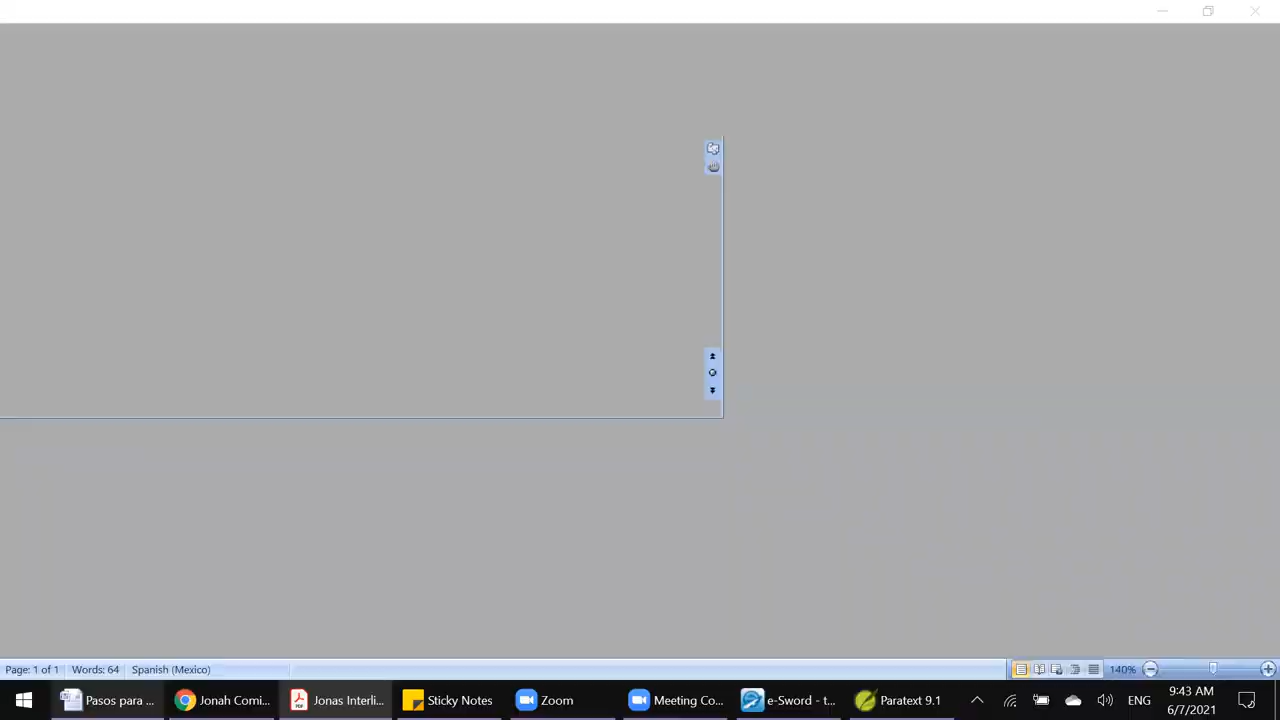 Page: 1 of 1 Words: 64 Spanish (Mexico) 140%
Pasos para ... Jonah Comi... Jonas Interli... Sticky Notes Zoom Meeting Co... e-Sword - t... Paratext 9.1 ENG 9:43 AM
6/7/2021